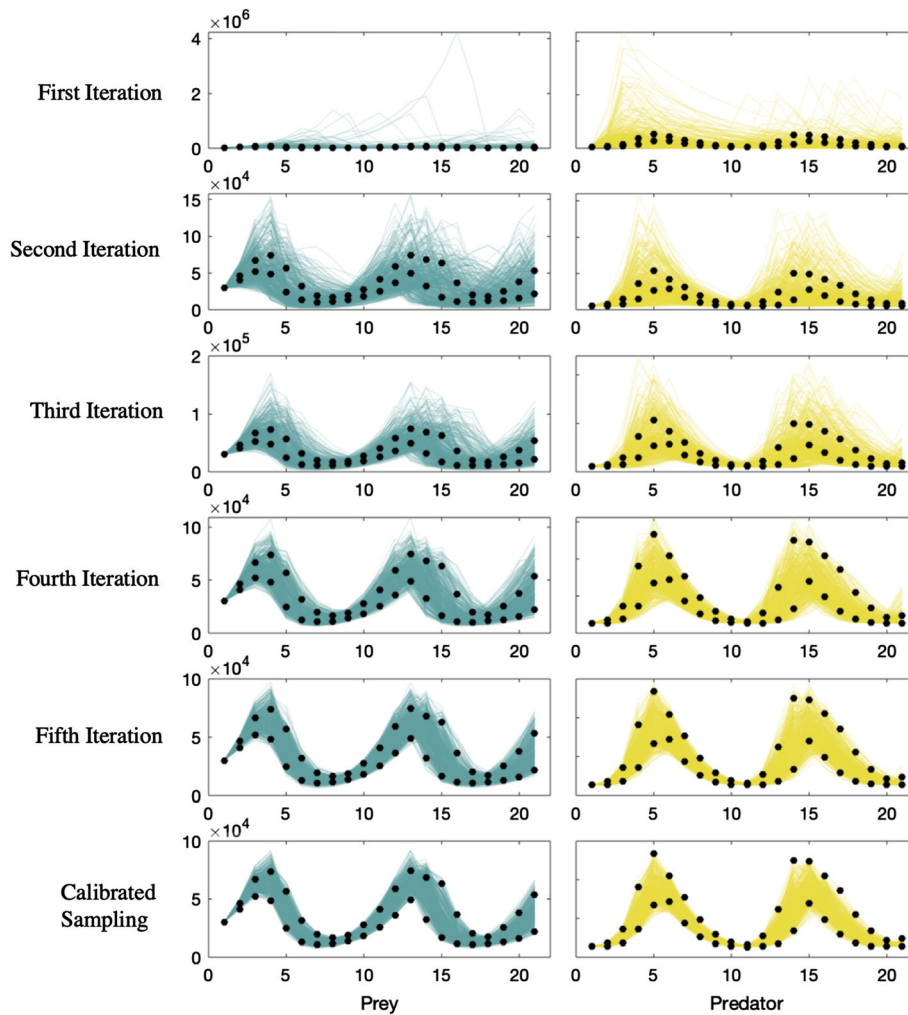 ×10^6
First Iteration
4
2
0
0 5 10 15 20
0 5 10 15 20
×10^4
Second Iteration
15
10
5
0
0 5 10 15 20
0 5 10 15 20
×10^5
Third Iteration
2
1
0
0 5 10 15 20
0 5 10 15 20
×10^4
Fourth Iteration
10
5
0
0 5 10 15 20
0 5 10 15 20
×10^4
Fifth Iteration
10
5
0
0 5 10 15 20
0 5 10 15 20
×10^4
Calibrated
Sampling
10
5
0
0 5 10 15 20
0 5 10 15 20
Prey
Predator